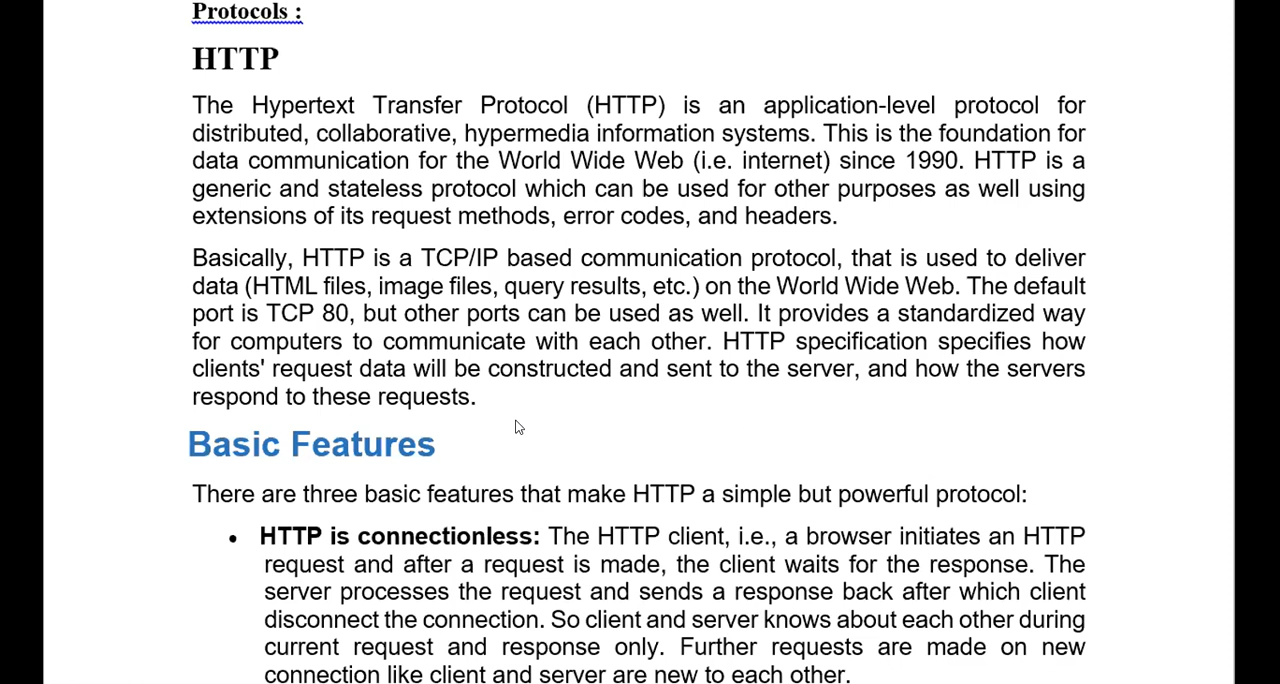 Protocols :
HTTP
The Hypertext Transfer Protocol (HTTP) is an application-level protocol for
distributed, collaborative, hypermedia information systems. This is the foundation for
data communication for the World Wide Web (i.e. internet) since 1990. HTTP is a
generic and stateless protocol which can be used for other purposes as well using
extensions of its request methods, error codes, and headers.
Basically, HTTP is a TCP/IP based communication protocol, that is used to deliver
data (HTML files, image files, query results, etc.) on the World Wide Web. The default
port is TCP 80, but other ports can be used as well. It provides a standardized way
for computers to communicate with each other. HTTP specification specifies how
clients' request data will be constructed and sent to the server, and how the servers
respond to these requests.
Basic Features
There are three basic features that make HTTP a simple but powerful protocol:
• HTTP is connectionless: The HTTP client, i.e., a browser initiates an HTTP
request and after a request is made, the client waits for the response. The
server processes the request and sends a response back after which client
disconnect the connection. So client and server knows about each other during
current request and response only. Further requests are made on new
connection like client and server are new to each other.